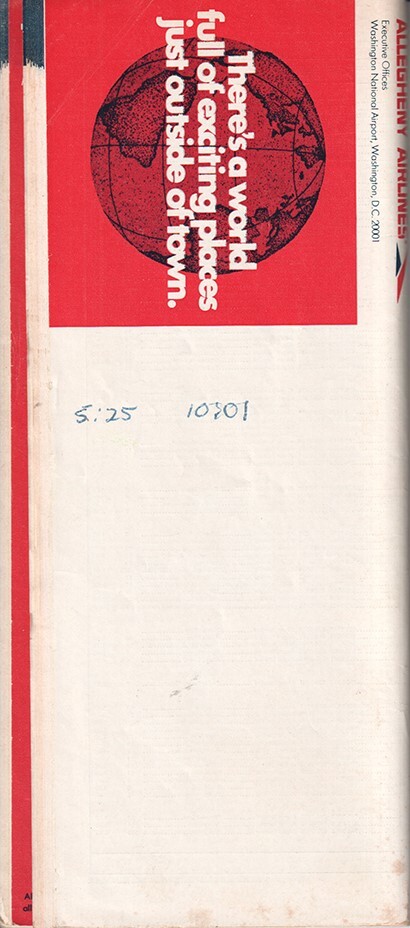 ALLEGHENY AIRLINES
Executive Offices
Washington National Airport, Washington, D.C. 20001
There's a world
full of exciting places
just outside of town.
5:25 10901